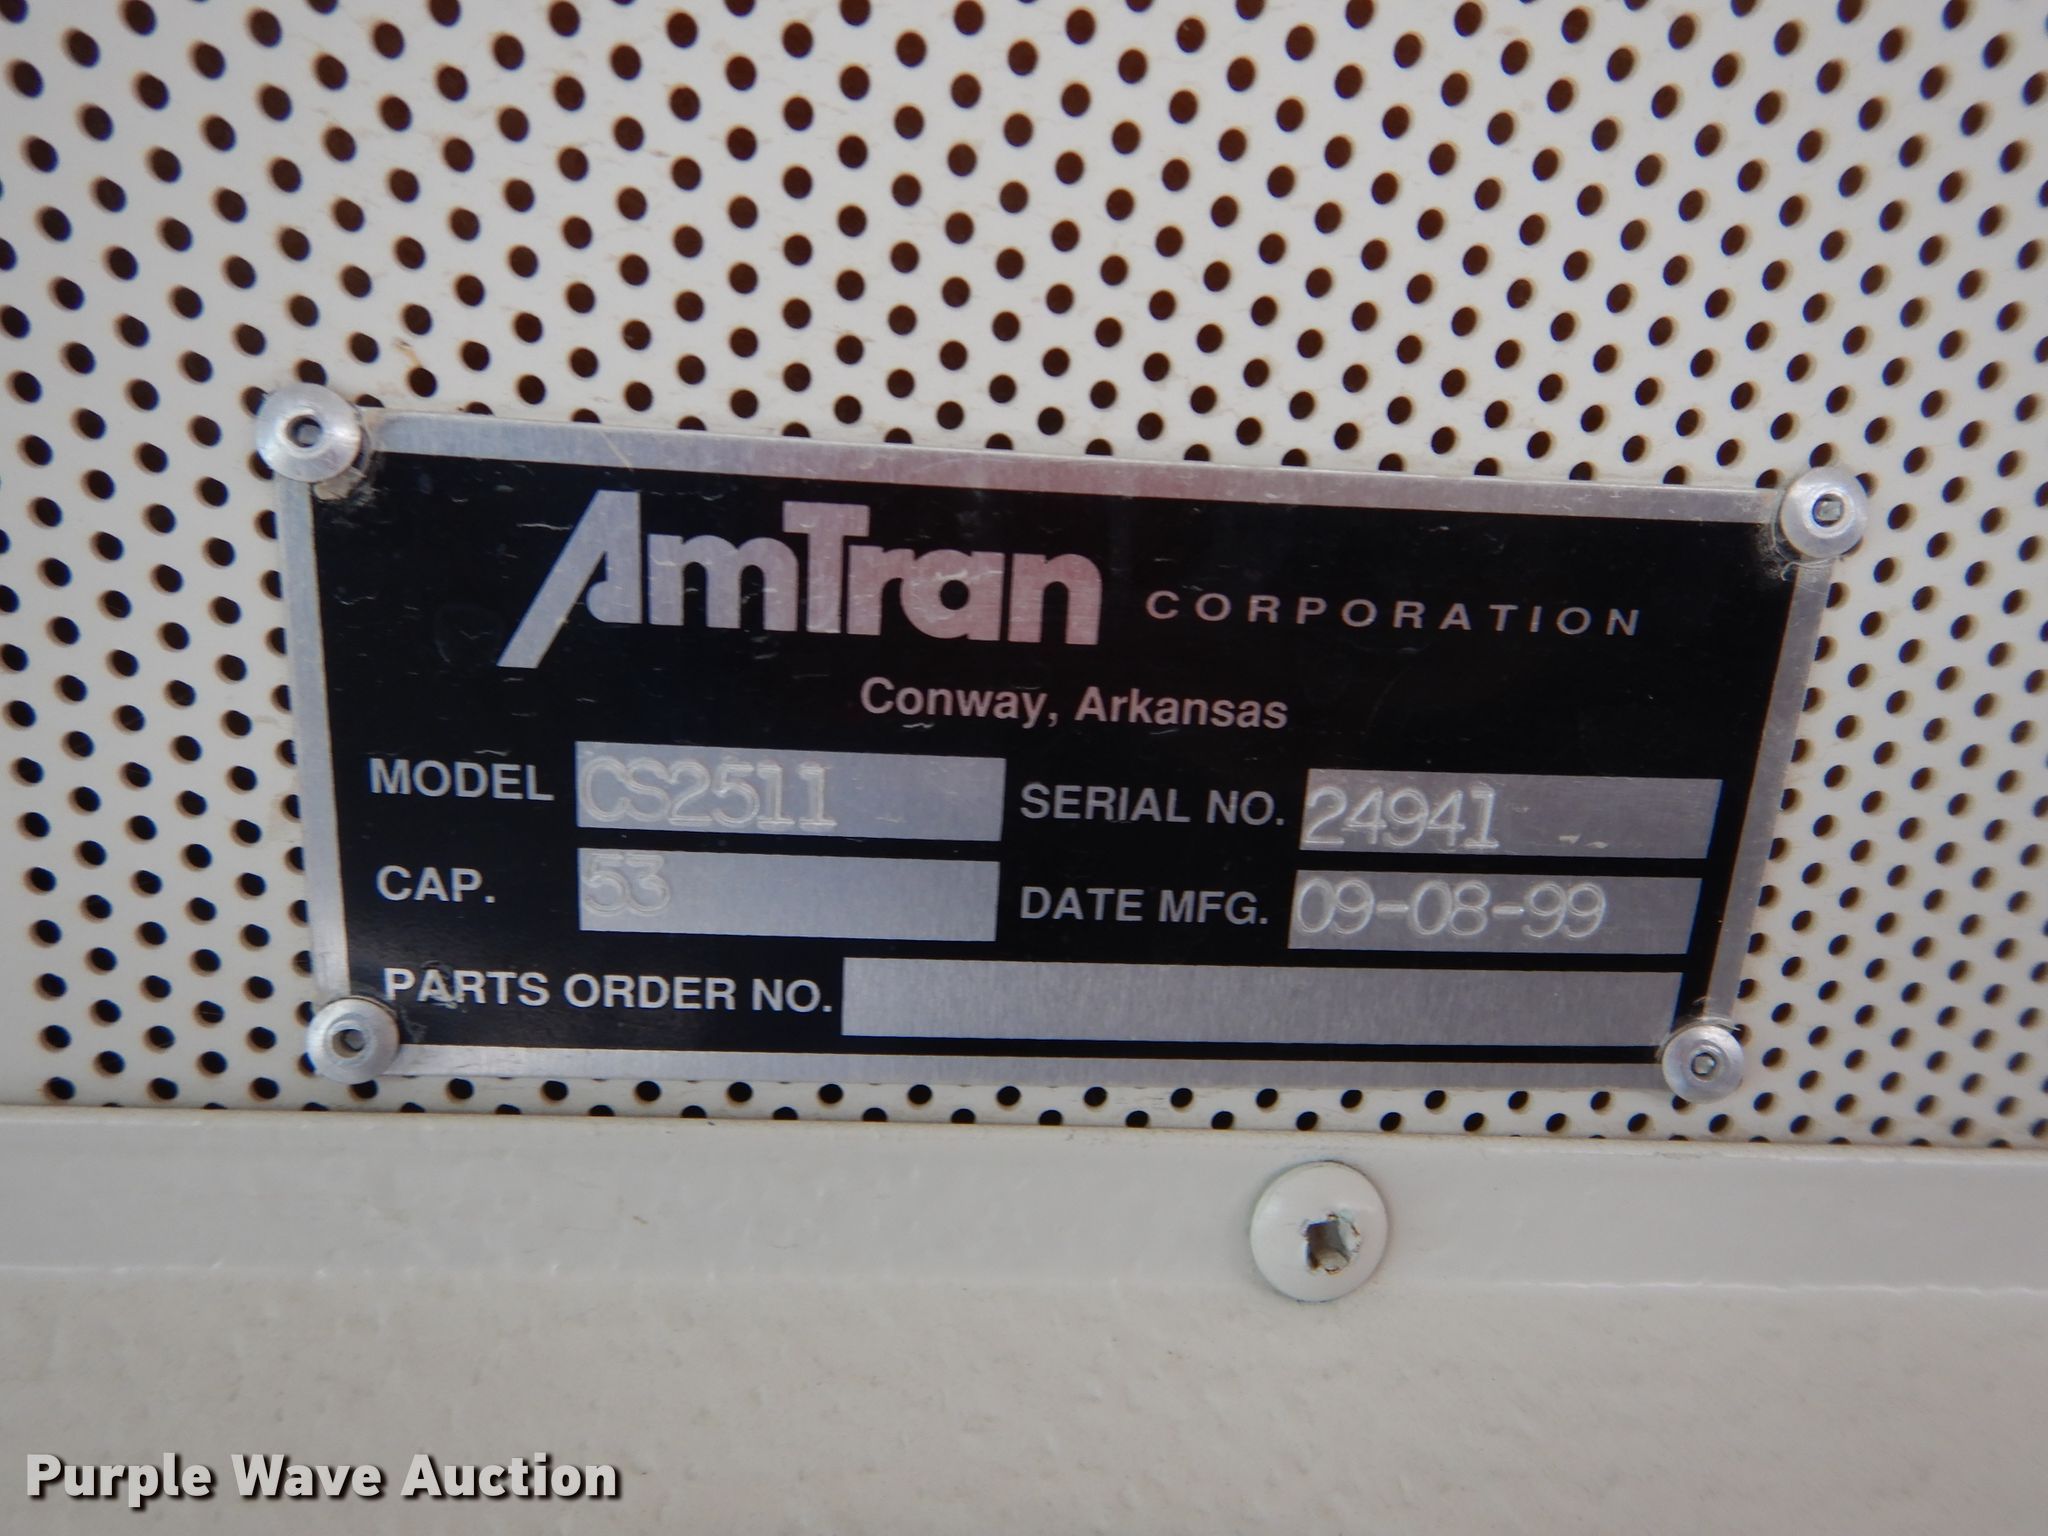 AmTran CORPORATION
Conway, Arkansas
MODEL CS2511 SERIAL NO. 24941
CAP. 53 DATE MFG. 09-08-99
PARTS ORDER NO.
Purple Wave Auction